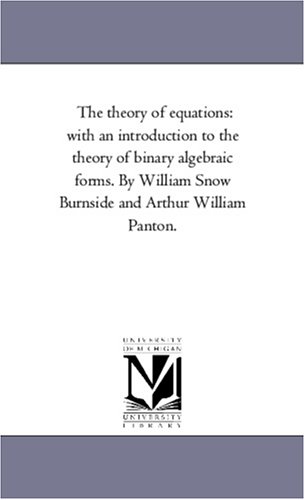 The theory of equations:
with an introduction to the
theory of binary algebraic
forms. By William Snow
Burnside and Arthur William
Panton.
UNIVERSITY
OF MICHIGAN
UNIVERSITY
LIBRARY